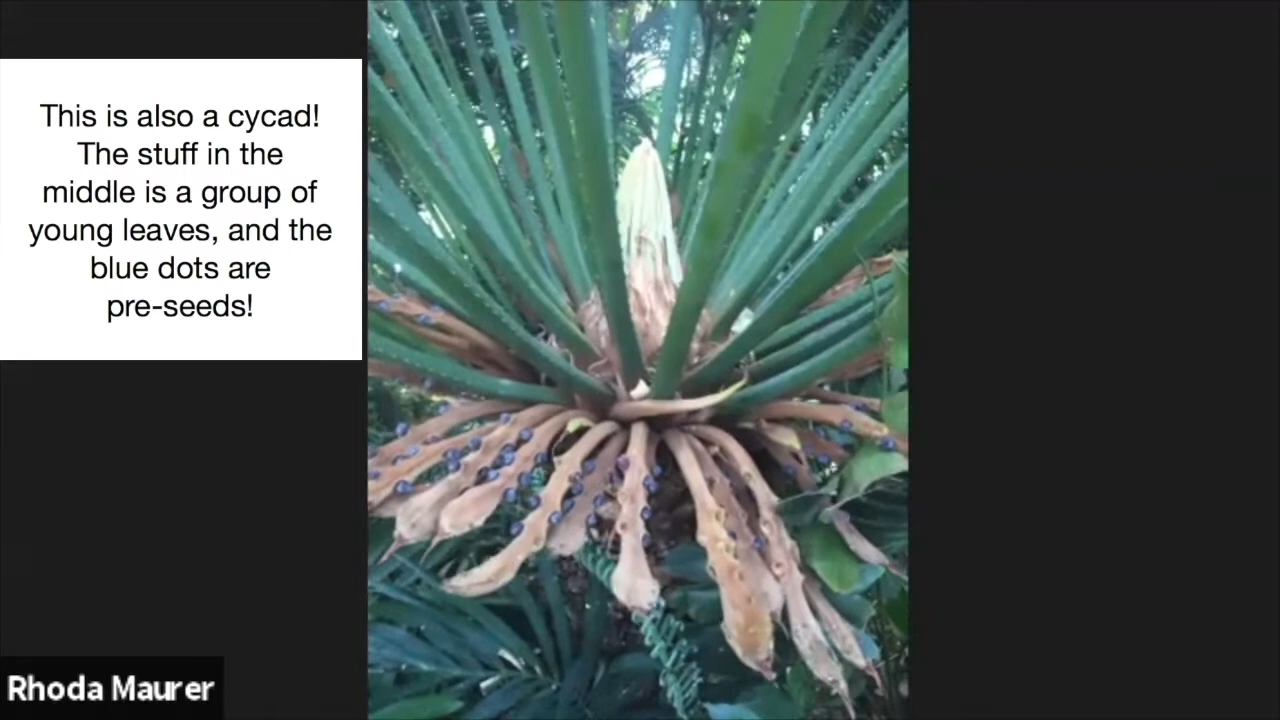 This is also a cycad!
The stuff in the
middle is a group of
young leaves, and the
blue dots are
pre-seeds!
Rhoda Maurer